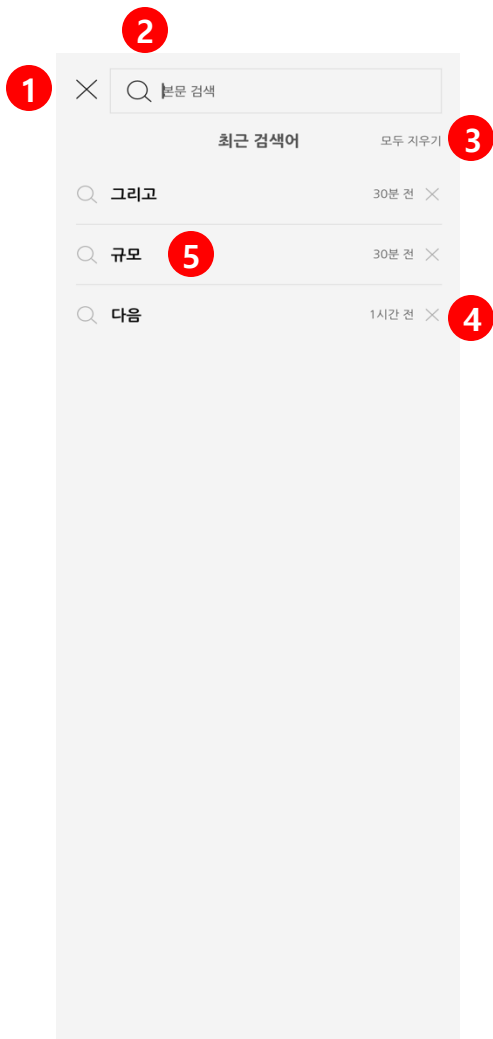 2
1
본문 검색
최근 검색어 모두 지우기 3
그리고 30분 전
규모 5 30분 전
다음 1시간 전 4